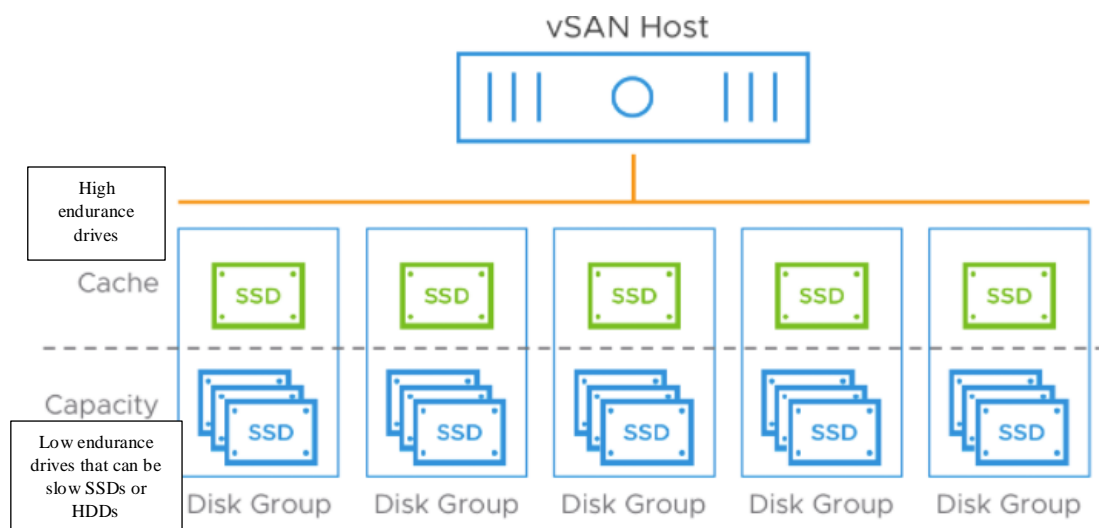 vSAN Host
High
endurance
drives
Cache
SSD SSD SSD SSD SSD
Capacity
SSD SSD SSD SSD SSD
Low endurance
drives that can be
slow SSDs or
HDDs
Disk Group Disk Group Disk Group Disk Group Disk Group